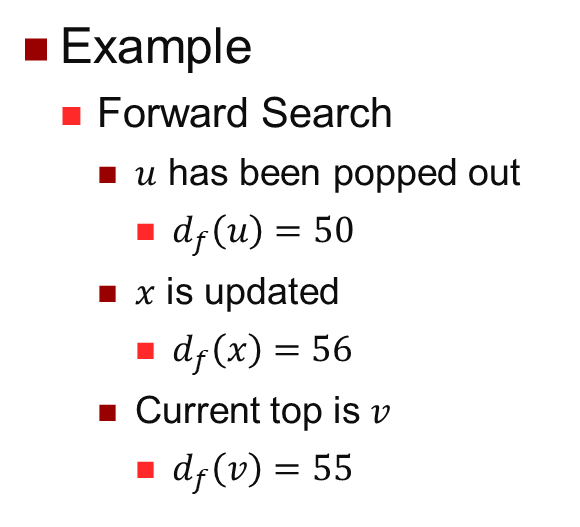 Example
Forward Search
u has been popped out
d_f(u) = 50
x is updated
d_f(x) = 56
Current top is v
d_f(v) = 55